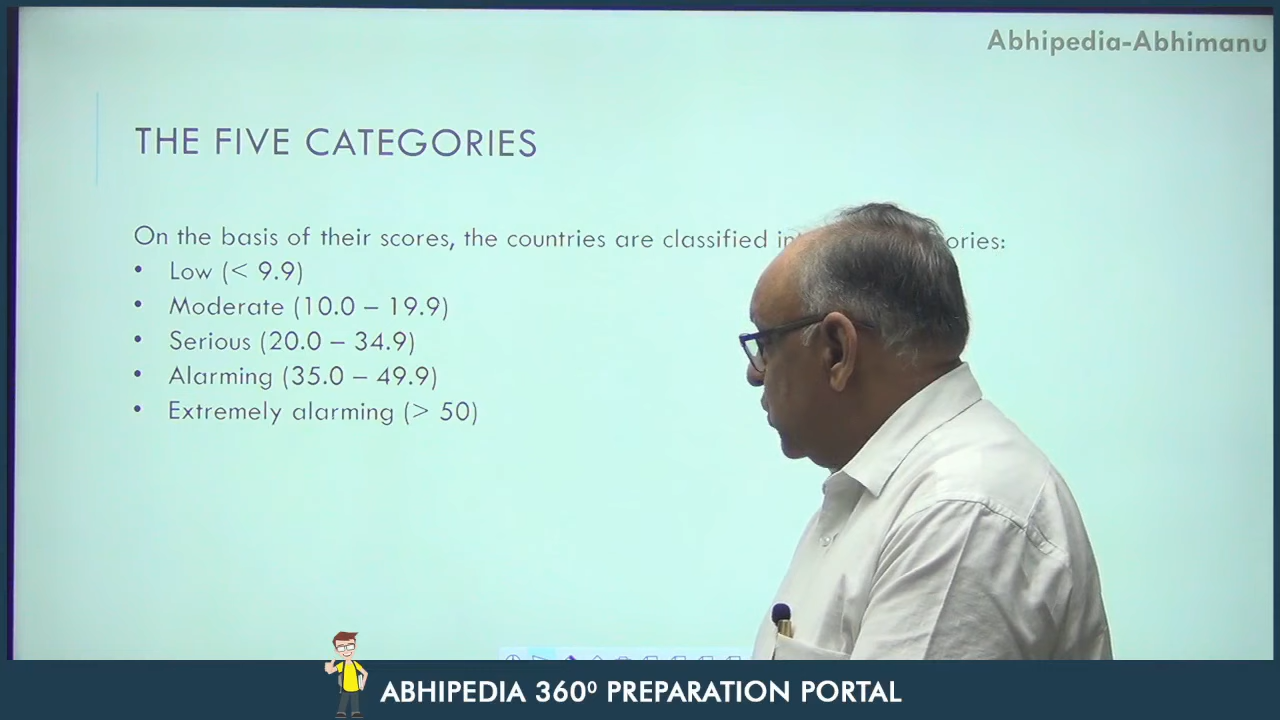 Abhipedia-Abhimanu
THE FIVE CATEGORIES
On the basis of their scores, the countries are classified
• Low (< 9.9)
• Moderate (10.0 – 19.9)
• Serious (20.0 – 34.9)
• Alarming (35.0 – 49.9)
• Extremely alarming (> 50)
ABHIPEDIA 360⁰ PREPARATION PORTAL